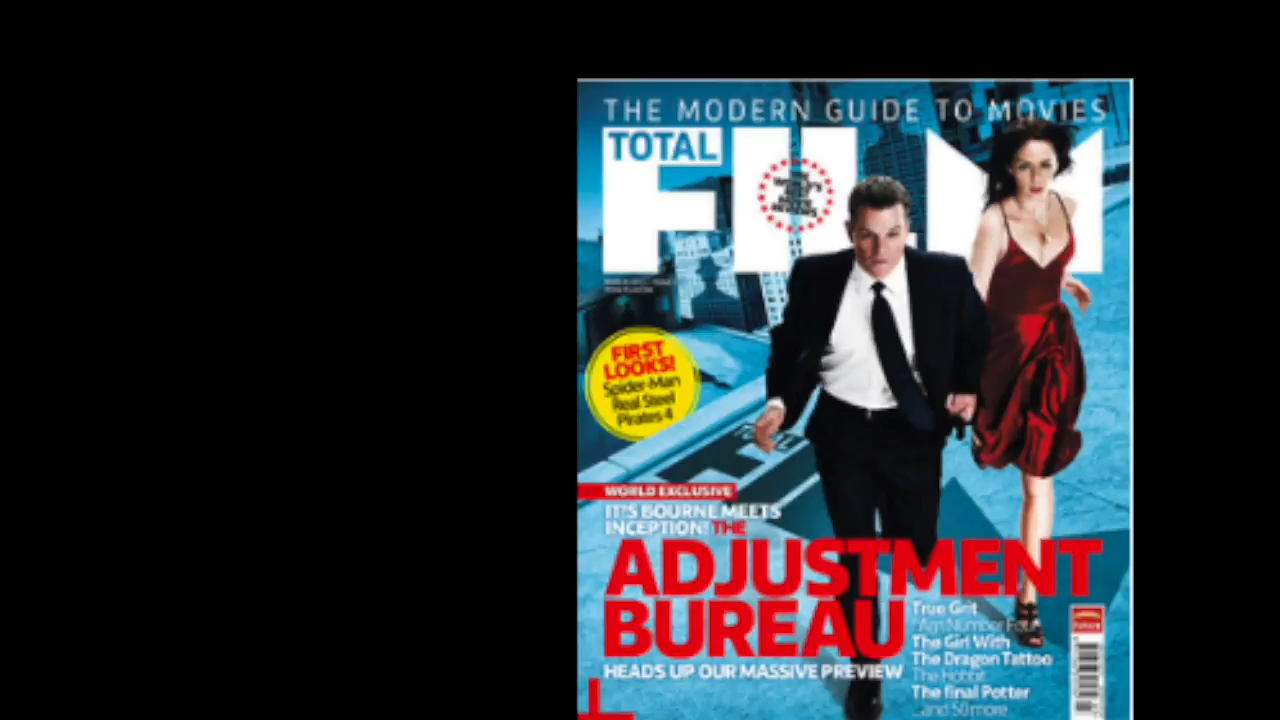 THE MODERN GUIDE TO MOVIES
TOTAL
FILM
FIRST
LOOKS!
Spider-Man
Real Steel
Pirates 4
WORLD EXCLUSIVE
IT'S BOURNE MEETS
INCEPTION! THE
ADJUSTMENT
BUREAU
HEADS UP OUR MASSIVE PREVIEW
True Grit
I Am Number Four
The Girl With
The Dragon Tattoo
The Hobbit
The final Potter
...and 50 more